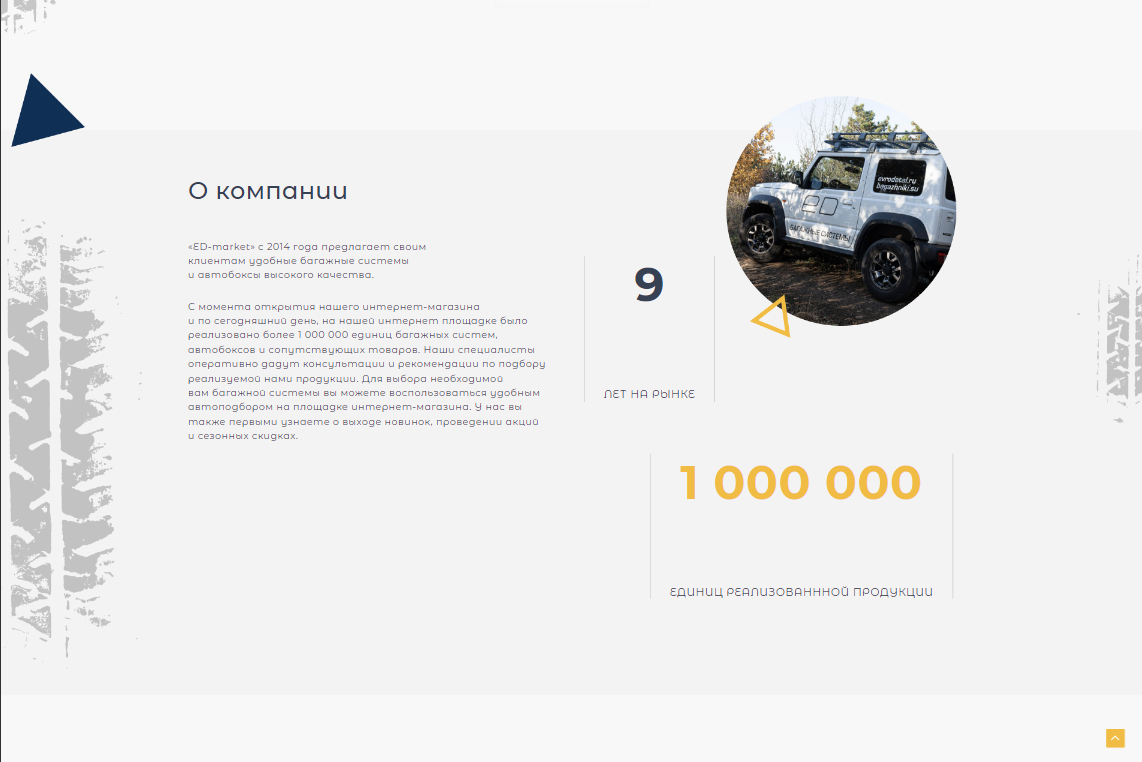 О компании
«ED-market» с 2014 года предлагает своим
клиентам удобные багажные системы
и автобоксы высокого качества.
С момента открытия нашего интернет-магазина
и по сегодняшний день, на нашей интернет площадке было
реализовано более 1 000 000 единиц багажных систем,
автобоксов и сопутствующих товаров. Наши специалисты
оперативно дадут консультации и рекомендации по подбору
реализуемой нами продукции. Для выбора необходимой
вам багажной системы вы можете воспользоваться удобным
автоподбором на площадке интернет-магазина. У нас вы
также первыми узнаете о выходе новинок, проведении акций
и сезонных скидках.
9
ЛЕТ НА РЫНКЕ
evrodetal.ru
bagazhniki.su
БАГАЖНЫЕ СИСТЕМЫ
1 000 000
ЕДИНИЦ РЕАЛИЗОВАНННОЙ ПРОДУКЦИИ